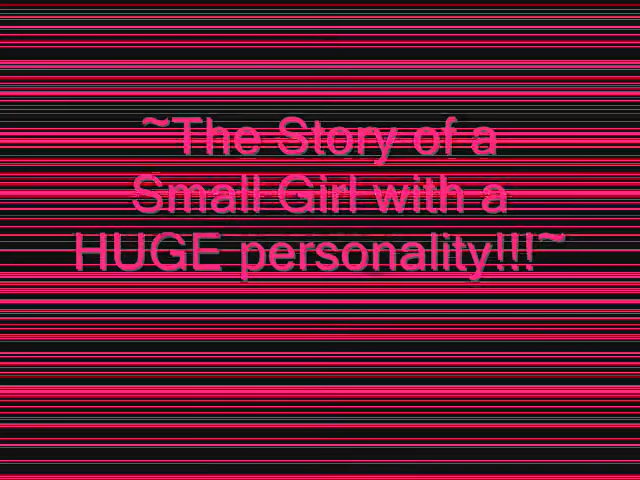 ~The Story of a
Small Girl with a
HUGE personality!!!~